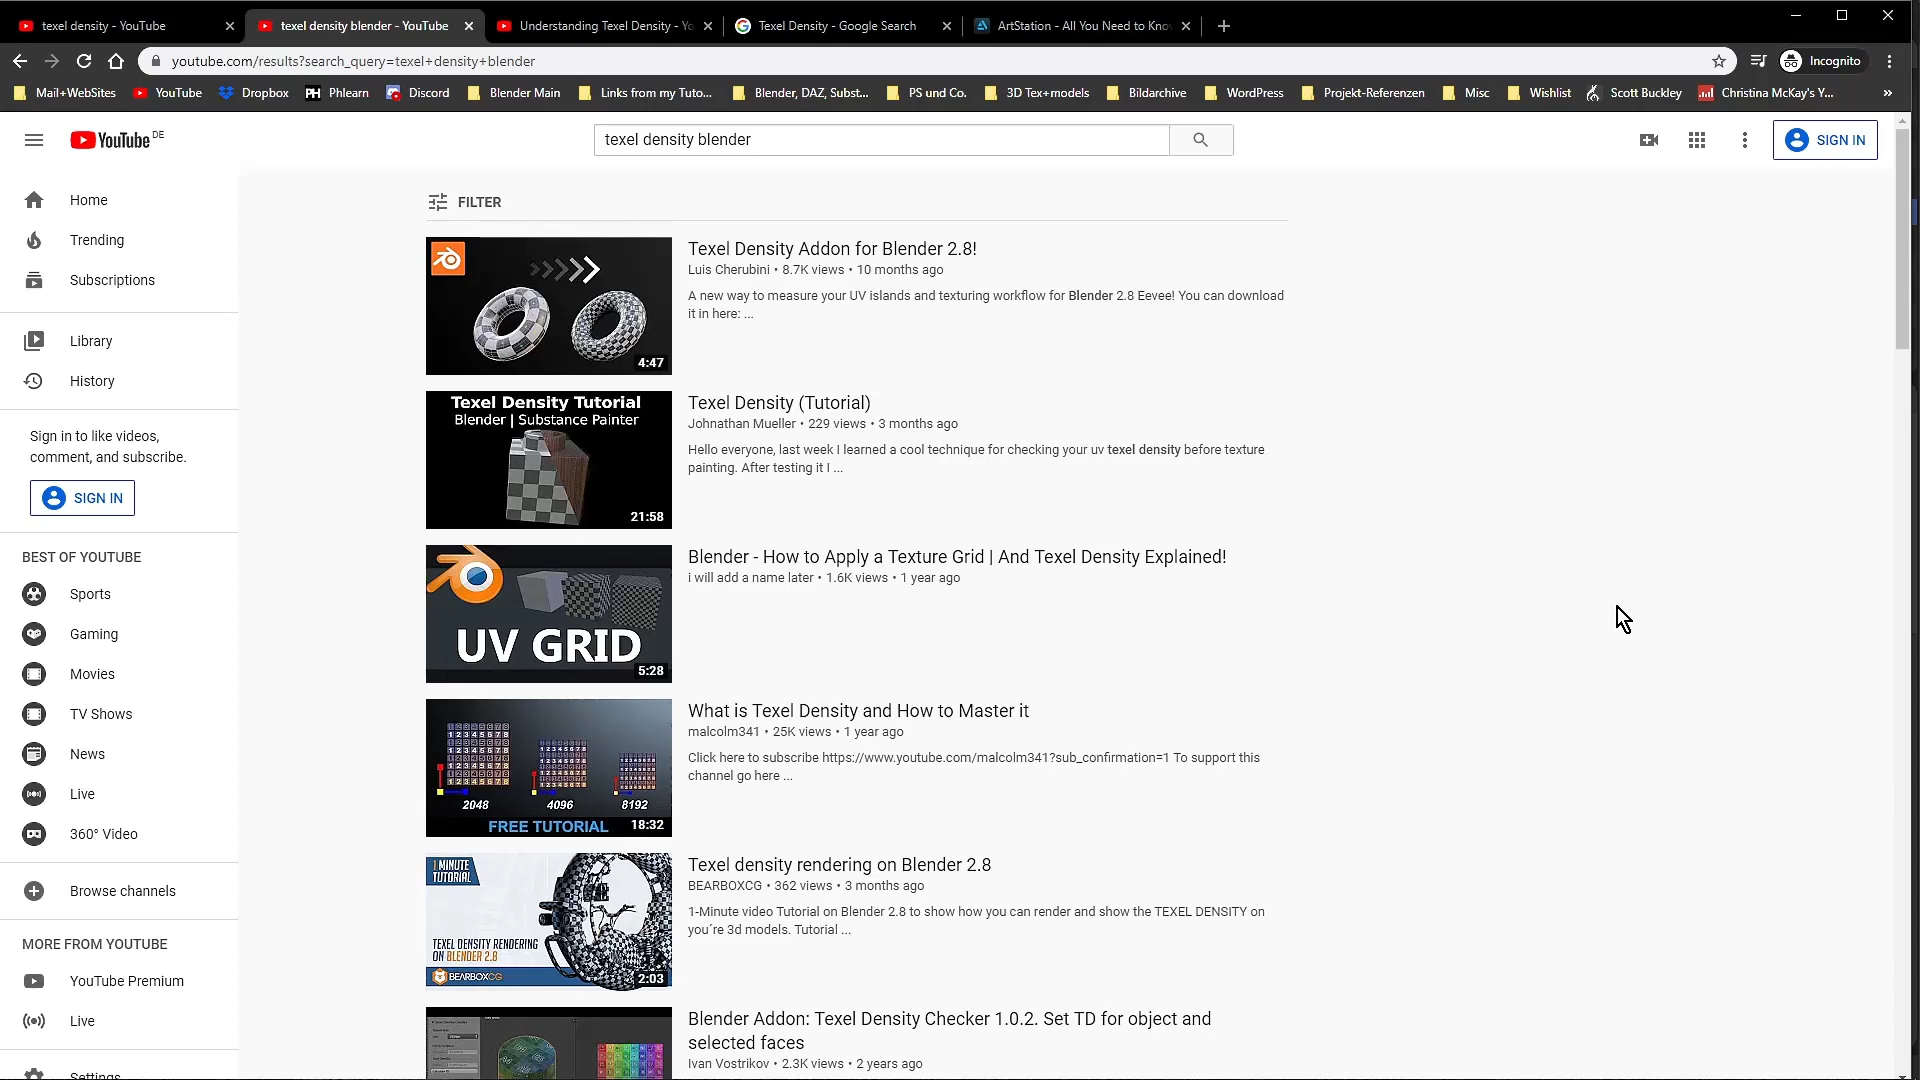 texel density - YouTube
texel density blender - YouTube
Understanding Texel Density - Yo
Texel Density - Google Search
ArtStation - All You Need to Kno
youtube.com/results?search_query=texel+density+blender
Incognito
Mail+WebSites
YouTube
Dropbox
PH Phlearn
Discord
Blender Main
Links from my Tuto...
Blender, DAZ, Subst...
PS und Co.
3D Tex+models
Bildarchive
WordPress
Projekt-Referenzen
Misc
Wishlist
Scott Buckley
Christina McKay's Y...
»
YouTube DE
texel density blender
SIGN IN
Home
Trending
Subscriptions
Library
History
Sign in to like videos,
comment, and subscribe.
SIGN IN
BEST OF YOUTUBE
Sports
Gaming
Movies
TV Shows
News
Live
360° Video
Browse channels
MORE FROM YOUTUBE
YouTube Premium
Live
Settings
FILTER
4:47
Texel Density Addon for Blender 2.8!
Luis Cherubini • 8.7K views • 10 months ago
A new way to measure your UV islands and texturing workflow for Blender 2.8 Eevee! You can download
it in here: ...
Texel Density Tutorial
Blender | Substance Painter
21:58
Texel Density (Tutorial)
Johnathan Mueller • 229 views • 3 months ago
Hello everyone, last week I learned a cool technique for checking your uv texel density before texture
painting. After testing it I ...
UV GRID
5:28
Blender - How to Apply a Texture Grid | And Texel Density Explained!
i will add a name later • 1.6K views • 1 year ago
2048 4096 8192
FREE TUTORIAL
18:32
What is Texel Density and How to Master it
malcolm341 • 25K views • 1 year ago
Click here to subscribe https://www.youtube.com/malcolm341?sub_confirmation=1 To support this
channel go here ...
1 MINUTE
TUTORIAL
TEXEL DENSITY RENDERING
ON BLENDER 2.8
BEARBOXCG
2:03
Texel density rendering on Blender 2.8
BEARBOXCG • 362 views • 3 months ago
1-Minute video Tutorial on Blender 2.8 to show how you can render and show the TEXEL DENSITY on
you´re 3d models. Tutorial ...
Blender Addon: Texel Density Checker 1.0.2. Set TD for object and
selected faces
Ivan Vostrikov • 2.3K views • 2 years ago